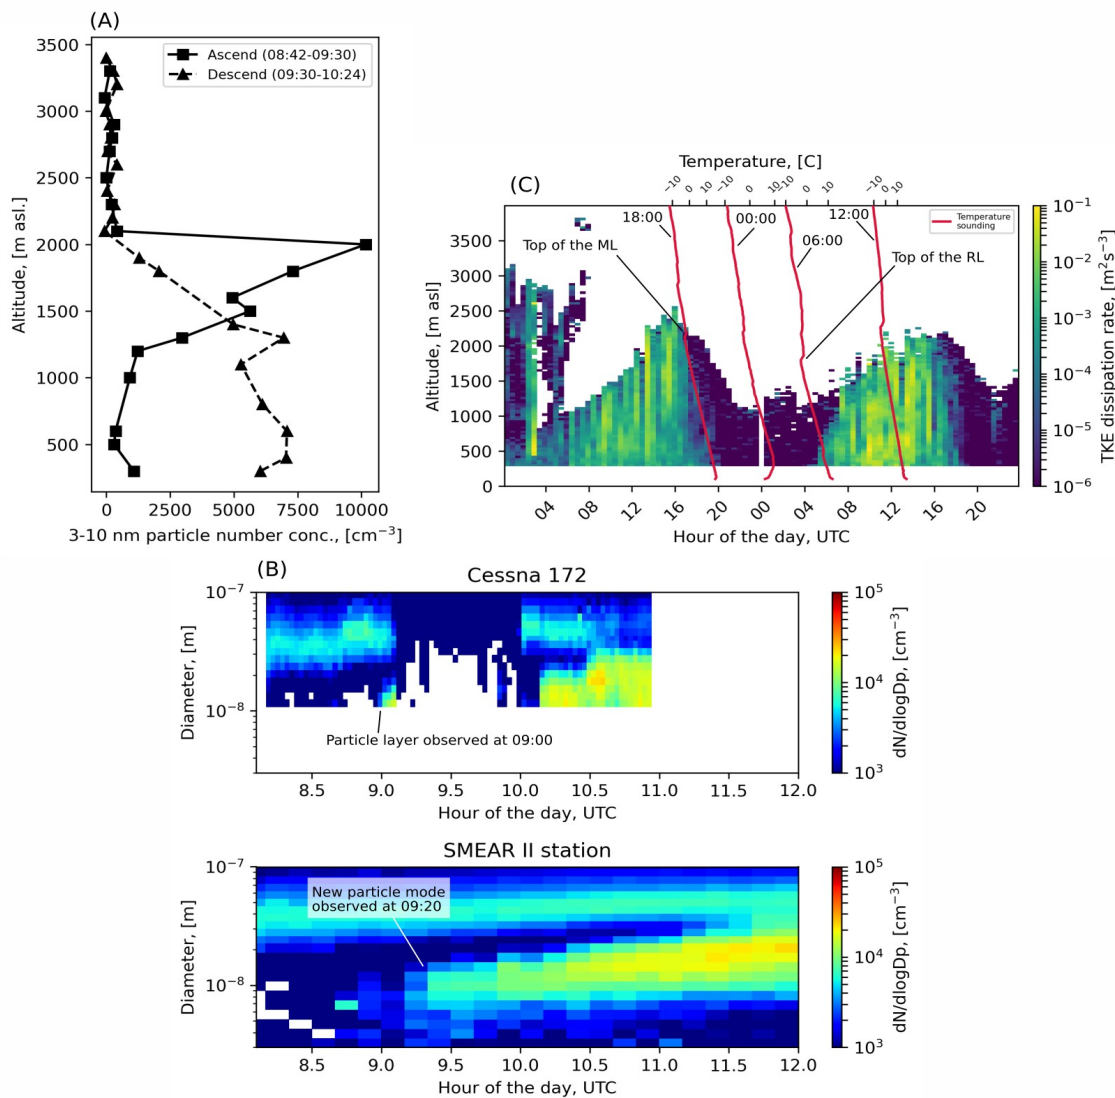 (A)
3500
3000
2500
2000
1500
1000
500
Altitude, [m asl.]
Ascend (08:42-09:30)
Descend (09:30-10:24)
0 2500 5000 7500 10000
3-10 nm particle number conc., [cm⁻³]
(C)
Temperature, [C]
−10 0 10 −10 0 10 −10 0 10 −10 0 10
3500
3000
2500
2000
1500
1000
500
0
Altitude, [m asl]
18:00
00:00
06:00
12:00
Top of the ML
Top of the RL
Temperature
sounding
04 08 12 16 20 00 04 08 12 16 20
Hour of the day, UTC
10⁻¹
10⁻²
10⁻³
10⁻⁴
10⁻⁵
10⁻⁶
TKE dissipation rate, [m²s⁻³]
(B)
Cessna 172
10⁻⁷
10⁻⁸
Diameter, [m]
Particle layer observed at 09:00
8.5 9.0 9.5 10.0 10.5 11.0 11.5 12.0
Hour of the day, UTC
10⁵
10⁴
10³
dN/dlogDp, [cm⁻³]
SMEAR II station
10⁻⁷
10⁻⁸
Diameter, [m]
New particle mode
observed at 09:20
8.5 9.0 9.5 10.0 10.5 11.0 11.5 12.0
Hour of the day, UTC
10⁵
10⁴
10³
dN/dlogDp, [cm⁻³]